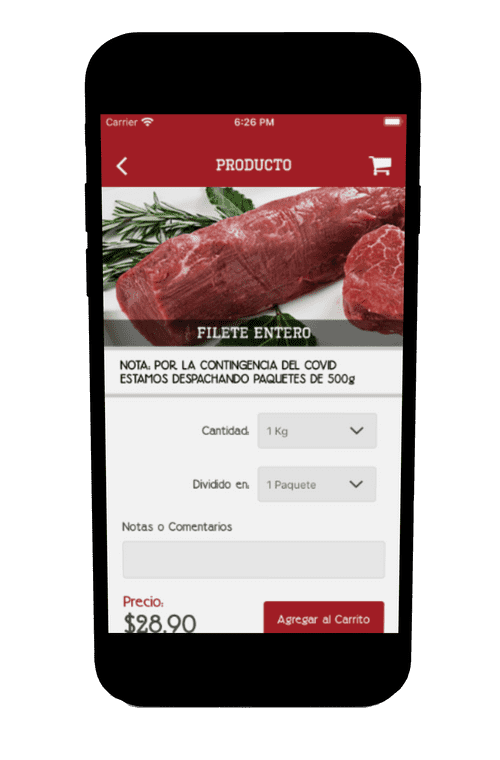 Carrier 6:26 PM
PRODUCTO
FILETE ENTERO
NOTA: POR LA CONTINGENCIA DEL COVID
ESTAMOS DESPACHANDO PAQUETES DE 500g
Cantidad: 1 Kg
Dividido en: 1 Paquete
Notas o Comentarios
Precio:
$28.90 Agregar al Carrito